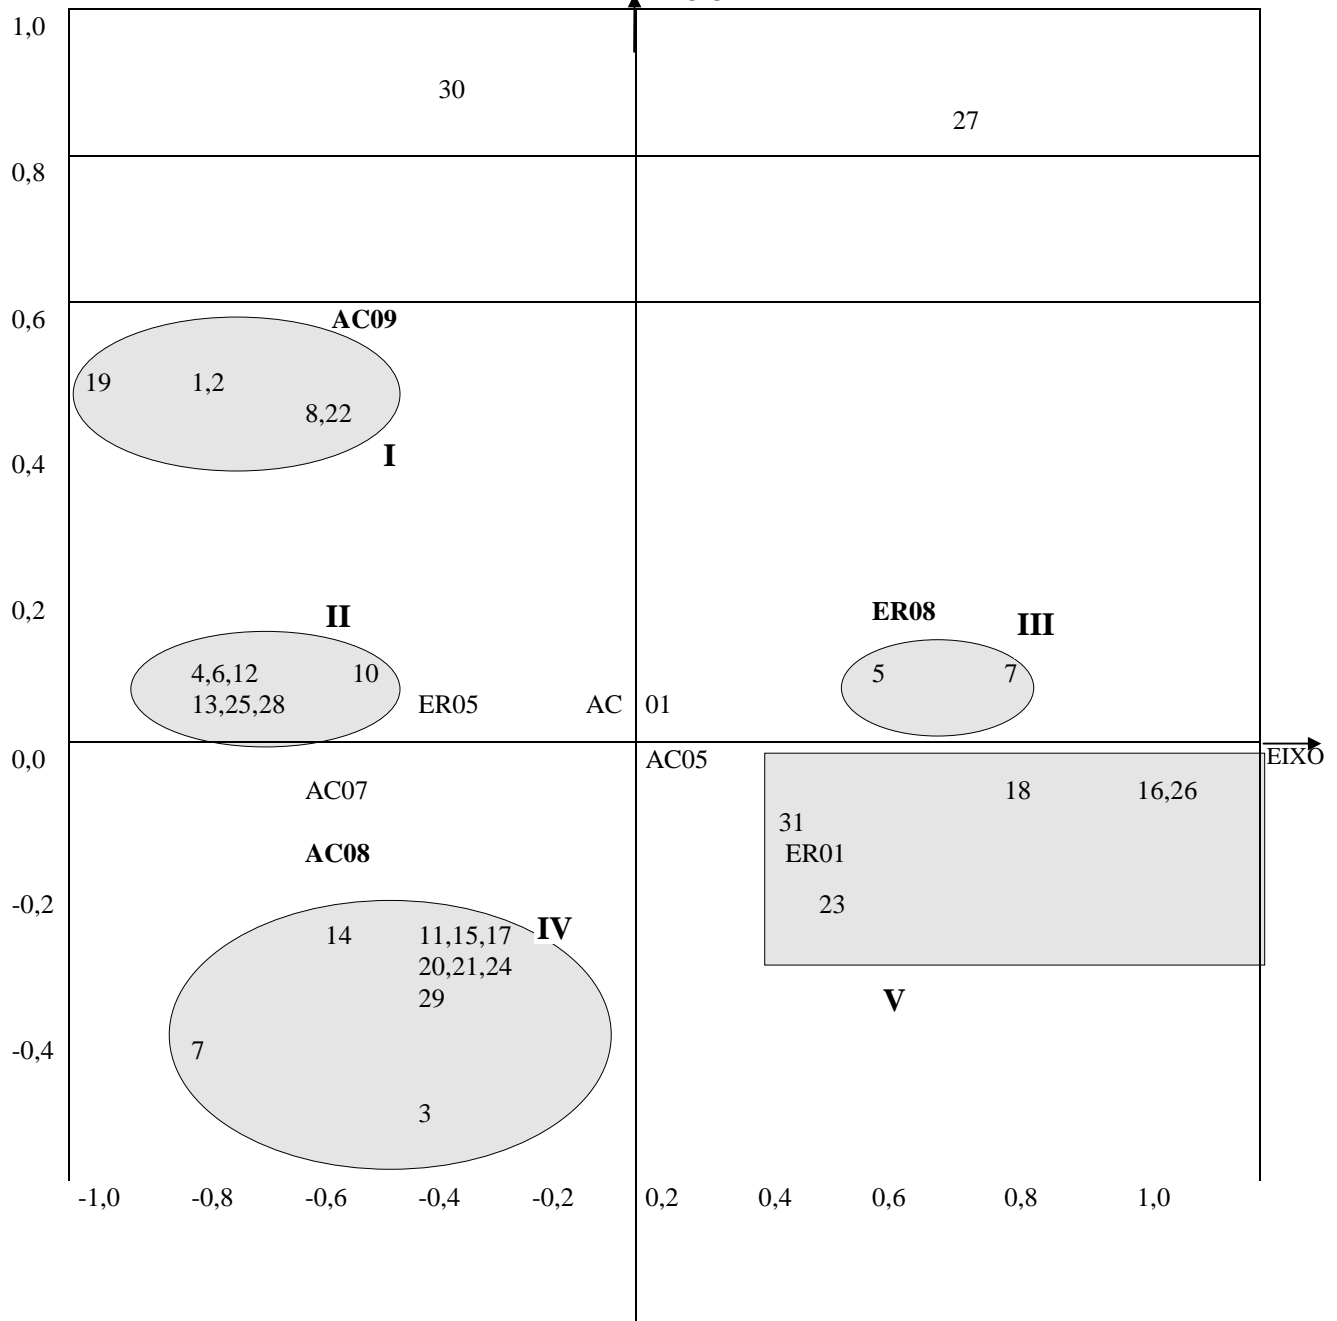 1,0
30
27
0,8
0,6 AC09
19 1,2
8,22
I
0,4
0,2 II ER08 III
4,6,12 10 5 7
13,25,28 ER05 AC 01
0,0 AC05 EIXO
AC07 18 16,26
31
AC08 ER01
-0,2 23
14 11,15,17 IV
20,21,24
29 V
-0,4 7
3
-1,0 -0,8 -0,6 -0,4 -0,2 0,2 0,4 0,6 0,8 1,0